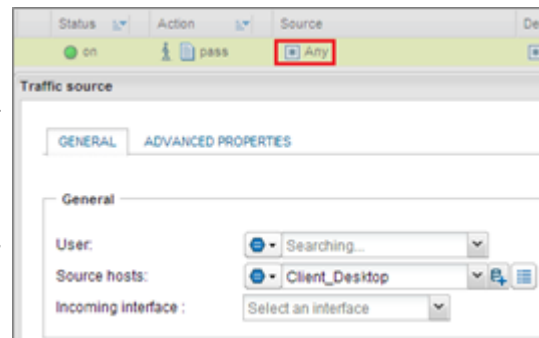 Status Action Source De
on pass Any
Traffic source
GENERAL ADVANCED PROPERTIES
General
User: Searching...
Source hosts: Client_Desktop
Incoming interface : Select an interface